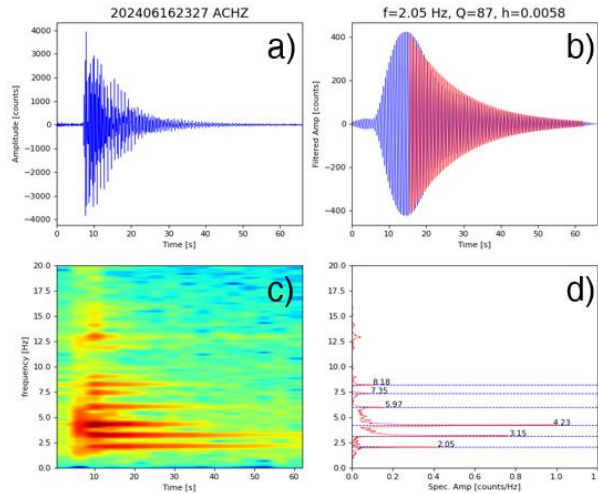 202406162327 ACHZ
a)
4000
3000
2000
1000
0
−1000
−2000
−3000
−4000
Amplitude [counts]
0 10 20 30 40 50 60
Time [s]
f=2.05 Hz, Q=87, h=0.0058
b)
400
200
0
−200
−400
Filtered Amp [counts]
0 10 20 30 40 50 60
Time [s]
c)
20.0
17.5
15.0
12.5
10.0
7.5
5.0
2.5
0.0
frequency [Hz]
0 10 20 30 40 50 60
Time [s]
d)
20.0
17.5
15.0
12.5
10.0
7.5
5.0
2.5
0.0
8.18
7.35
5.97
4.23
3.15
2.05
0.0 0.2 0.4 0.6 0.8 1.0 1.2
Spec. Amp [counts/Hz]